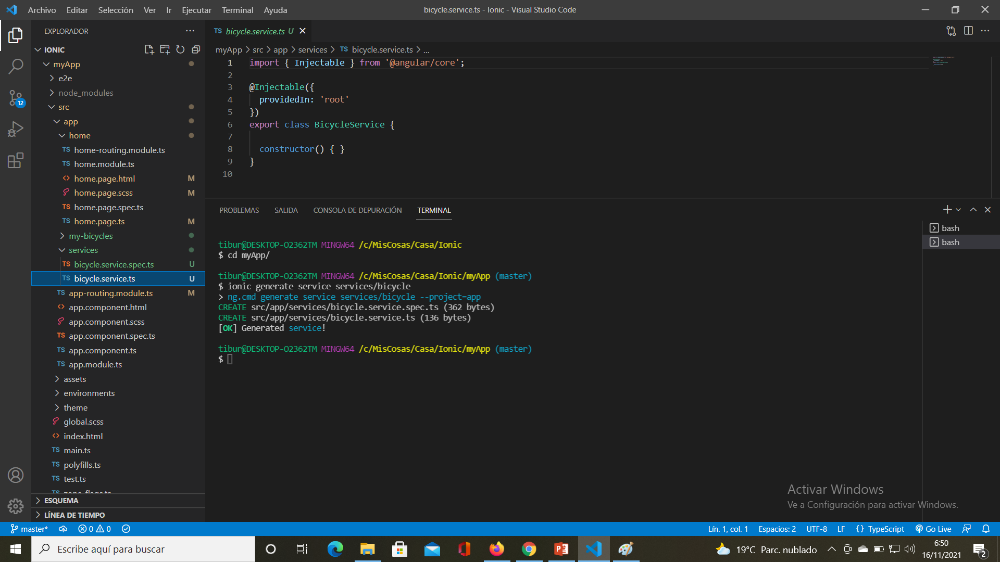 Archivo Editar Selección Ver Ir Ejecutar Terminal Ayuda
bicycle.service.ts - Ionic - Visual Studio Code
EXPLORADOR
IONIC
myApp
e2e
node_modules
src
app
home
TS home-routing.module.ts
TS home.module.ts
<> home.page.html M
home.page.scss M
TS home.page.spec.ts
TS home.page.ts M
my-bicycles
services
TS bicycle.service.spec.ts U
TS bicycle.service.ts U
TS app-routing.module.ts M
<> app.component.html
app.component.scss
TS app.component.spec.ts
TS app.component.ts
TS app.module.ts
assets
environments
theme
global.scss
<> index.html
TS main.ts
TS polyfills.ts
TS test.ts
TS zone-flags.ts
ESQUEMA
LÍNEA DE TIEMPO
12
TS bicycle.service.ts U
myApp > src > app > services > TS bicycle.service.ts > ...
1 import { Injectable } from '@angular/core';
2
3 @Injectable({
4 providedIn: 'root'
5 })
6 export class BicycleService {
7
8 constructor() { }
9 }
10
PROBLEMAS SALIDA CONSOLA DE DEPURACIÓN TERMINAL
tibur@DESKTOP-O2362TM MINGW64 /c/MisCosas/Casa/Ionic
$ cd myApp/
tibur@DESKTOP-O2362TM MINGW64 /c/MisCosas/Casa/Ionic/myApp (master)
$ ionic generate service services/bicycle
> ng.cmd generate service services/bicycle --project=app
CREATE src/app/services/bicycle.service.spec.ts (362 bytes)
CREATE src/app/services/bicycle.service.ts (136 bytes)
[OK] Generated service!
tibur@DESKTOP-O2362TM MINGW64 /c/MisCosas/Casa/Ionic/myApp (master)
$
bash
bash
Activar Windows
Ve a Configuración para activar Windows.
master* 0 0
Lín. 1, col. 1 Espacios: 2 UTF-8 LF {} TypeScript Go Live
Escribe aquí para buscar
19°C Parc. nublado
6:50
16/11/2021
2